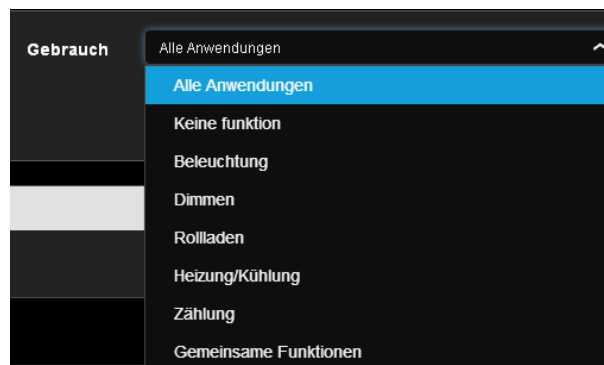 Gebrauch Alle Anwendungen
Alle Anwendungen
Keine funktion
Beleuchtung
Dimmen
Rollladen
Heizung/Kühlung
Zählung
Gemeinsame Funktionen